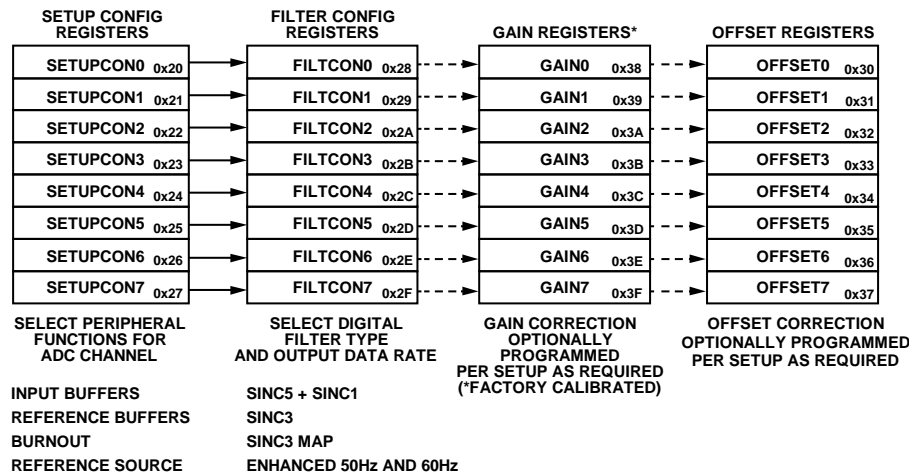 SETUP CONFIG
REGISTERS
SETUPCON0 0x20
SETUPCON1 0x21
SETUPCON2 0x22
SETUPCON3 0x23
SETUPCON4 0x24
SETUPCON5 0x25
SETUPCON6 0x26
SETUPCON7 0x27
SELECT PERIPHERAL
FUNCTIONS FOR
ADC CHANNEL
INPUT BUFFERS
REFERENCE BUFFERS
BURNOUT
REFERENCE SOURCE
FILTER CONFIG
REGISTERS
FILTCON0 0x28
FILTCON1 0x29
FILTCON2 0x2A
FILTCON3 0x2B
FILTCON4 0x2C
FILTCON5 0x2D
FILTCON6 0x2E
FILTCON7 0x2F
SELECT DIGITAL
FILTER TYPE
AND OUTPUT DATA RATE
SINC5 + SINC1
SINC3
SINC3 MAP
ENHANCED 50Hz AND 60Hz
GAIN REGISTERS*
GAIN0 0x38
GAIN1 0x39
GAIN2 0x3A
GAIN3 0x3B
GAIN4 0x3C
GAIN5 0x3D
GAIN6 0x3E
GAIN7 0x3F
GAIN CORRECTION
OPTIONALLY
PROGRAMMED
PER SETUP AS REQUIRED
(*FACTORY CALIBRATED)
OFFSET REGISTERS
OFFSET0 0x30
OFFSET1 0x31
OFFSET2 0x32
OFFSET3 0x33
OFFSET4 0x34
OFFSET5 0x35
OFFSET6 0x36
OFFSET7 0x37
OFFSET CORRECTION
OPTIONALLY PROGRAMMED
PER SETUP AS REQUIRED